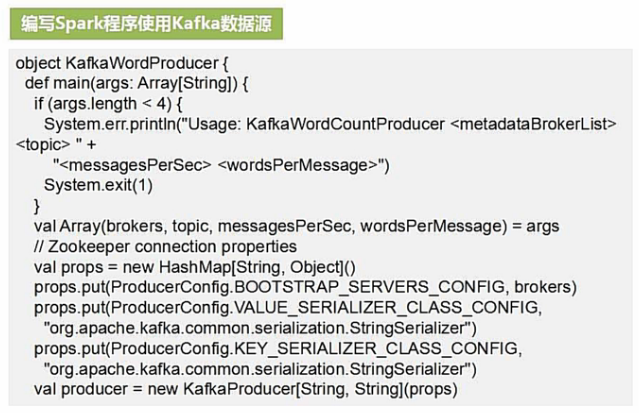 编写Spark程序使用Kafka数据源
object KafkaWordProducer {
def main(args: Array[String]) {
if (args.length < 4) {
System.err.println("Usage: KafkaWordCountProducer <metadataBrokerList>
<topic> " +
"<messagesPerSec> <wordsPerMessage>")
System.exit(1)
}
val Array(brokers, topic, messagesPerSec, wordsPerMessage) = args
// Zookeeper connection properties
val props = new HashMap[String, Object]()
props.put(ProducerConfig.BOOTSTRAP_SERVERS_CONFIG, brokers)
props.put(ProducerConfig.VALUE_SERIALIZER_CLASS_CONFIG,
"org.apache.kafka.common.serialization.StringSerializer")
props.put(ProducerConfig.KEY_SERIALIZER_CLASS_CONFIG,
"org.apache.kafka.common.serialization.StringSerializer")
val producer = new KafkaProducer[String, String](props)